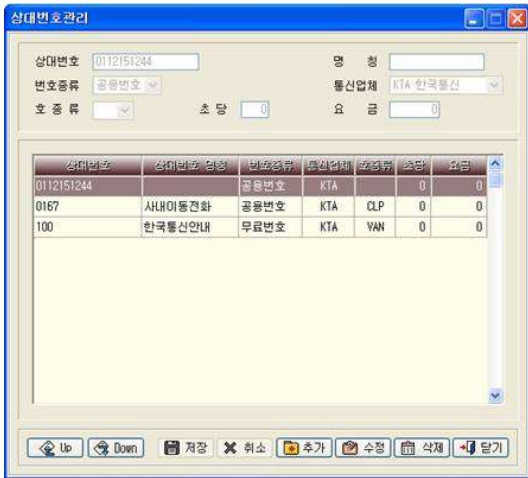 상대번호관리
상대번호 0112151244 명 칭
번호종류 공용번호 통신업체 KTA 한국통신
호 종 류 초 당 0 요 금 0
상대번호 상대번호 명칭 번호종류 통신업체 호종류 초당 요금
0112151244 공용번호 KTA 0 0
0167 사내이동전화 공용번호 KTA CLP 0 0
100 한국통신안내 무료번호 KTA VAN 0 0
Up Down 저장 취소 추가 수정 삭제 닫기